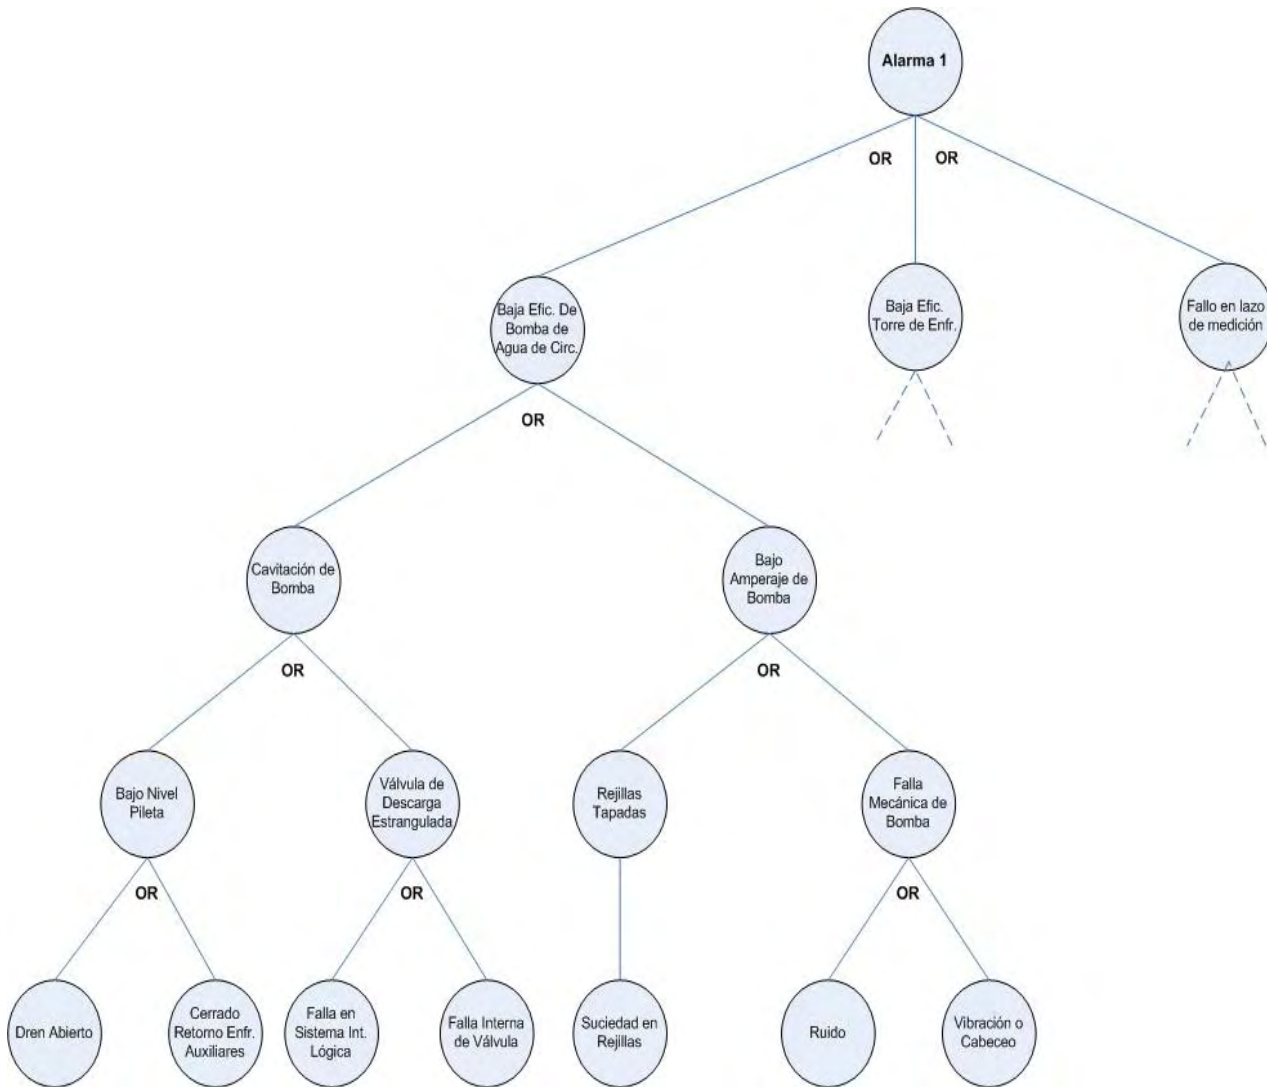 Alarma 1
OR
OR
Baja Efic. De
Bomba de
Agua de Circ.
Baja Efic.
Torre de Enfr.
Fallo en lazo
de medición
OR
Cavitación de
Bomba
Bajo
Amperaje de
Bomba
OR
OR
Bajo Nivel
Pileta
Válvula de
Descarga
Estrangulada
Rejillas
Tapadas
Falla
Mecánica de
Bomba
OR
OR
OR
Dren Abierto
Cerrado
Retorno Enfr.
Auxiliares
Falla en
Sistema Int.
Lógica
Falla Interna
de Válvula
Suciedad en
Rejillas
Ruido
Vibración o
Cabeceo